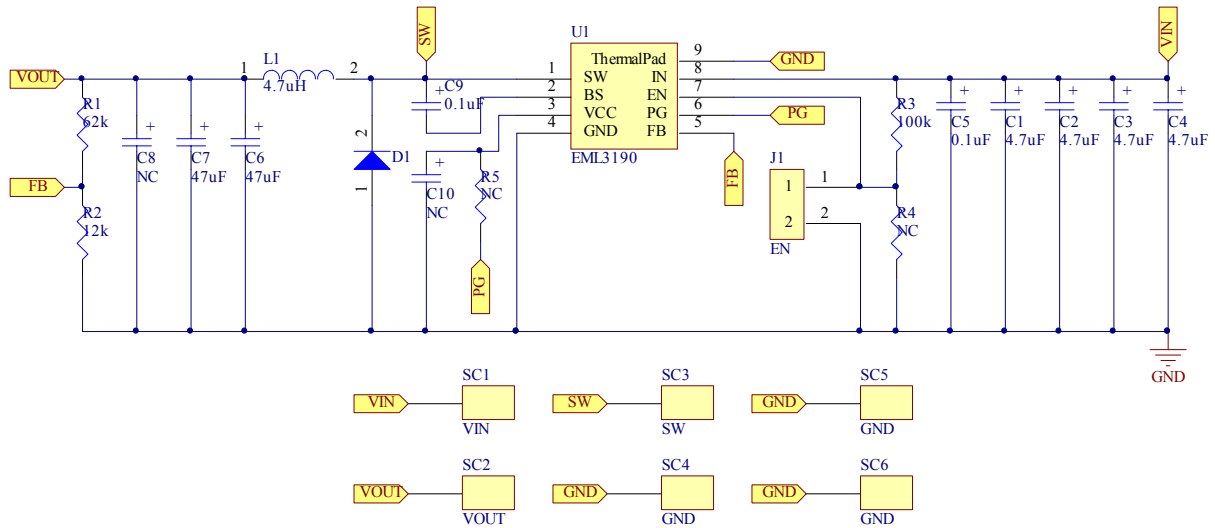 U1
SW
VIN
VOUT
1
L1
2
4.7uH
C9
0.1uF
1
2
3
4
ThermalPad
SW
BS
VCC
GND
IN
EN
PG
FB
9
8
7
6
5
GND
PG
EML3190
R1
62k
C8
NC
C7
47uF
C6
47uF
2
D1
1
C10
NC
R5
NC
FB
R3
100k
C5
0.1uF
C1
4.7uF
C2
4.7uF
C3
4.7uF
C4
4.7uF
J1
1
2
1
2
EN
FB
R2
12k
R4
NC
PG
GND
SC1
VIN
VIN
SC3
SW
SW
SC5
GND
GND
SC2
VOUT
VOUT
SC4
GND
GND
SC6
GND
GND